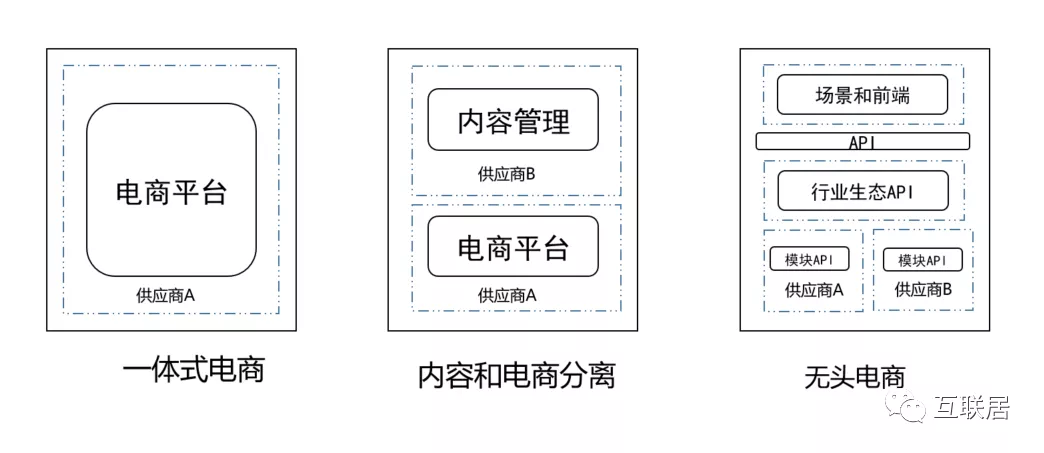 电商平台
供应商A
一体式电商
内容管理
供应商B
电商平台
供应商A
内容和电商分离
场景和前端
API
行业生态API
模块API
供应商A
模块API
供应商B
无头电商
互联居